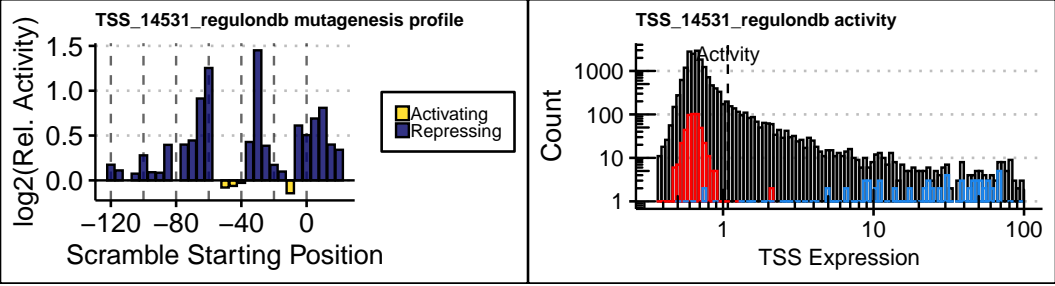 TSS_14531_regulondb mutagenesis profile
log2(Rel. Activity)
1.5
1.0
0.5
0.0
−120 −80 −40 0
Scramble Starting Position
Activating
Repressing
TSS_14531_regulondb activity
Activity
Count
1000
100
10
1
1 10 100
TSS Expression